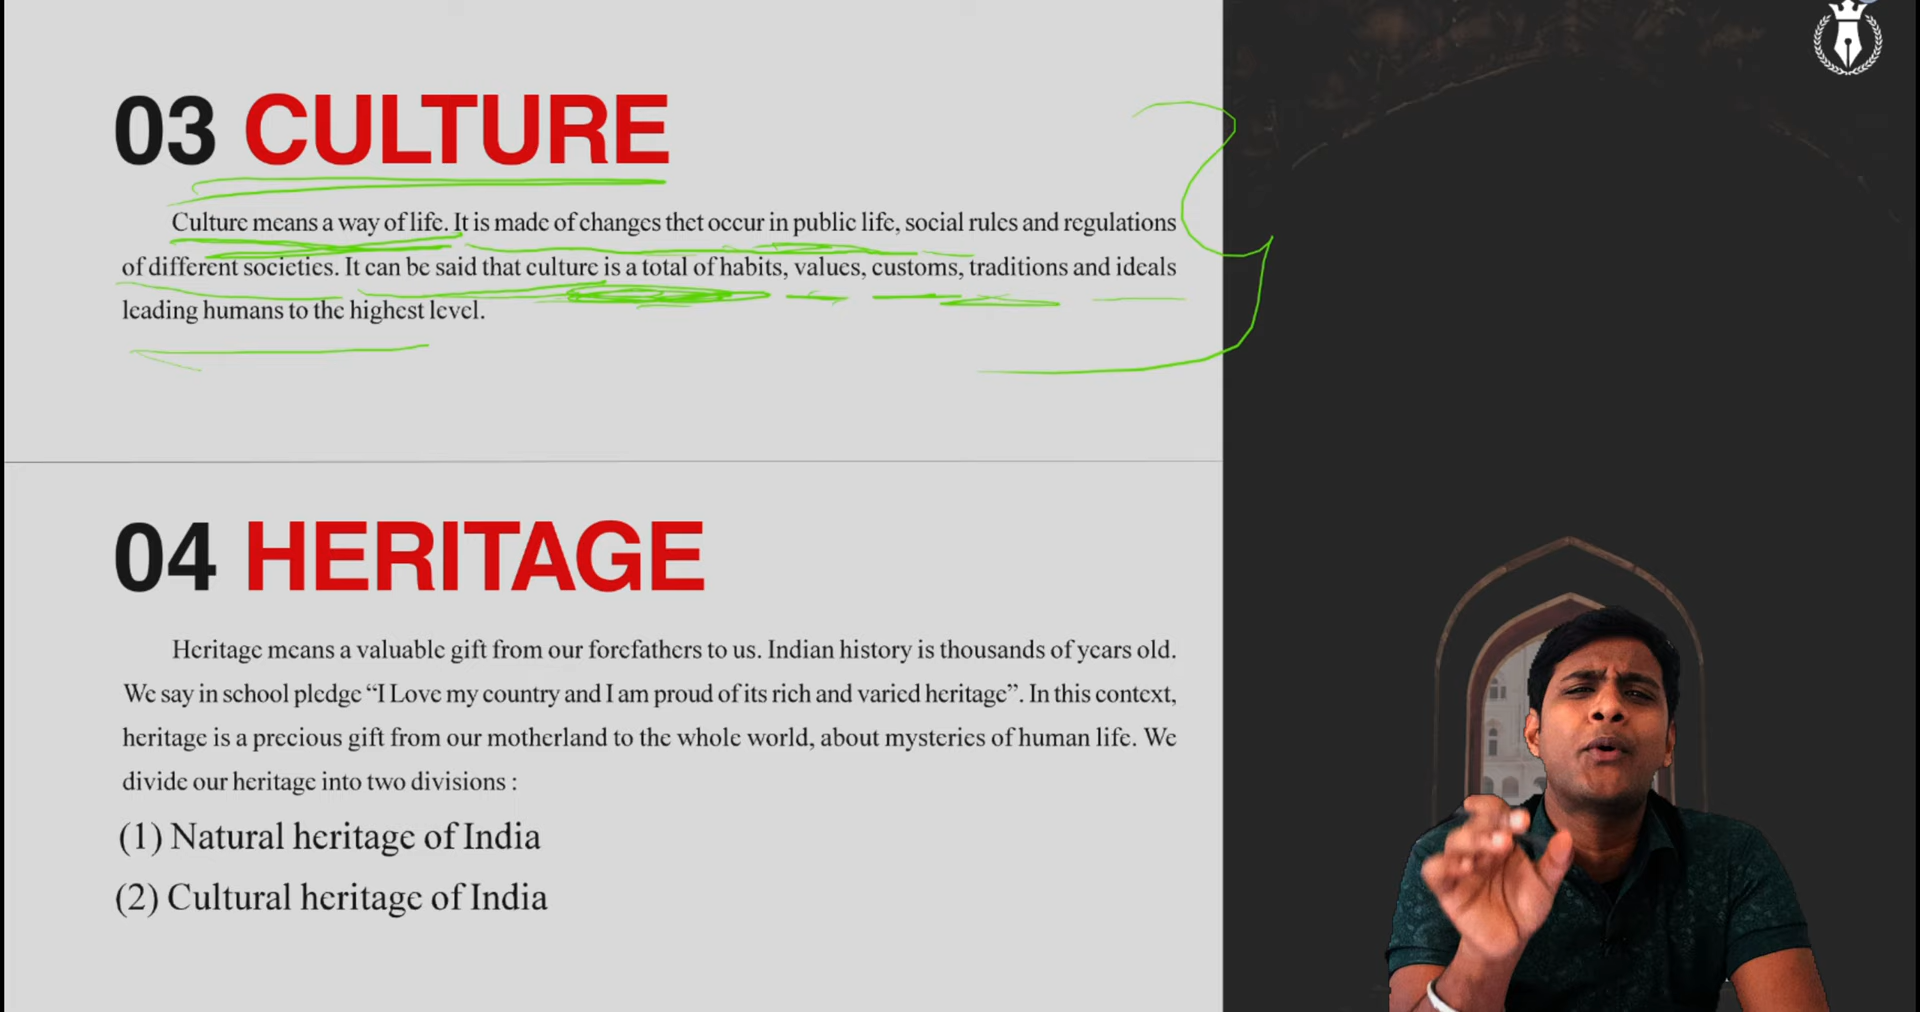 03 CULTURE
Culture means a way of life. It is made of changes thet occur in public life, social rules and regulations
of different societies. It can be said that culture is a total of habits, values, customs, traditions and ideals
leading humans to the highest level.
04 HERITAGE
Heritage means a valuable gift from our forefathers to us. Indian history is thousands of years old.
We say in school pledge “I Love my country and I am proud of its rich and varied heritage”. In this context,
heritage is a precious gift from our motherland to the whole world, about mysteries of human life. We
divide our heritage into two divisions :
(1) Natural heritage of India
(2) Cultural heritage of India